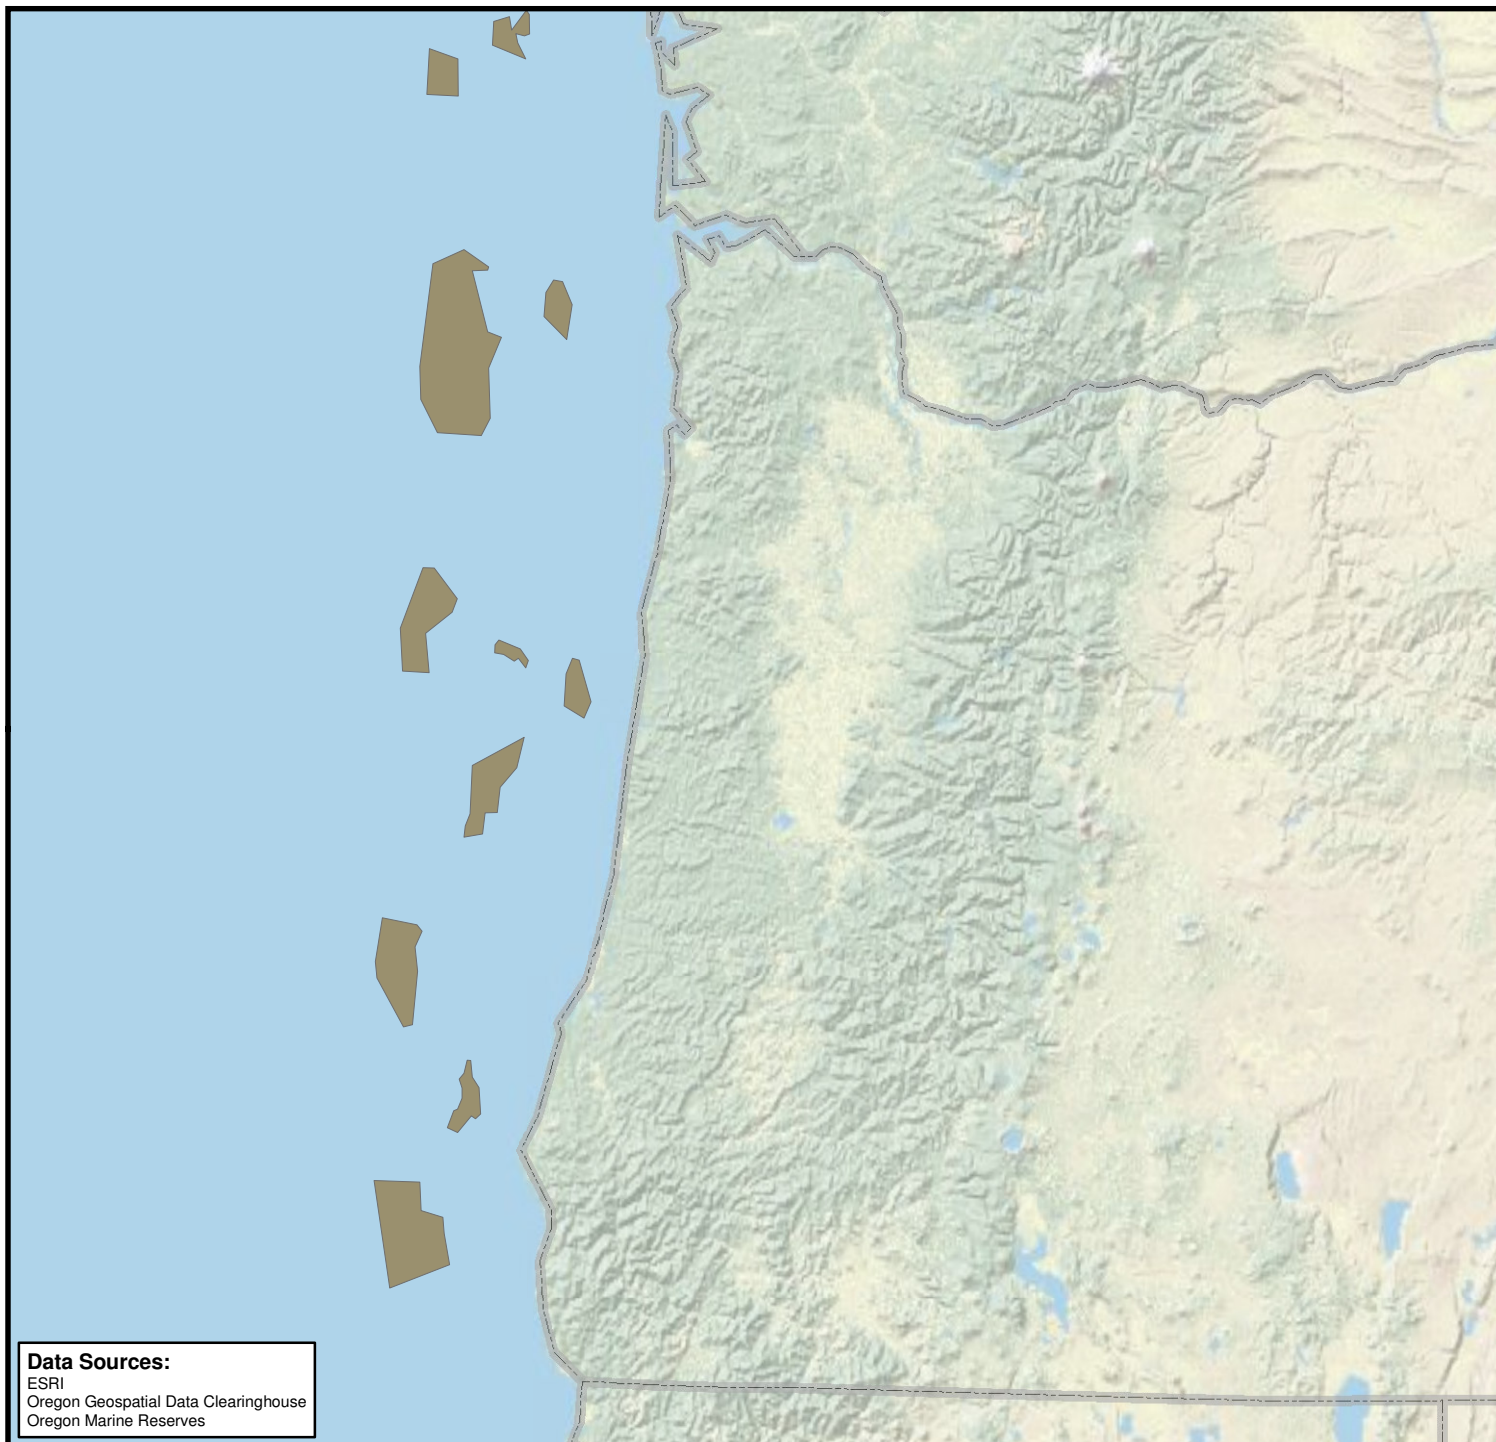 Data Sources:
ESRI
Oregon Geospatial Data Clearinghouse
Oregon Marine Reserves